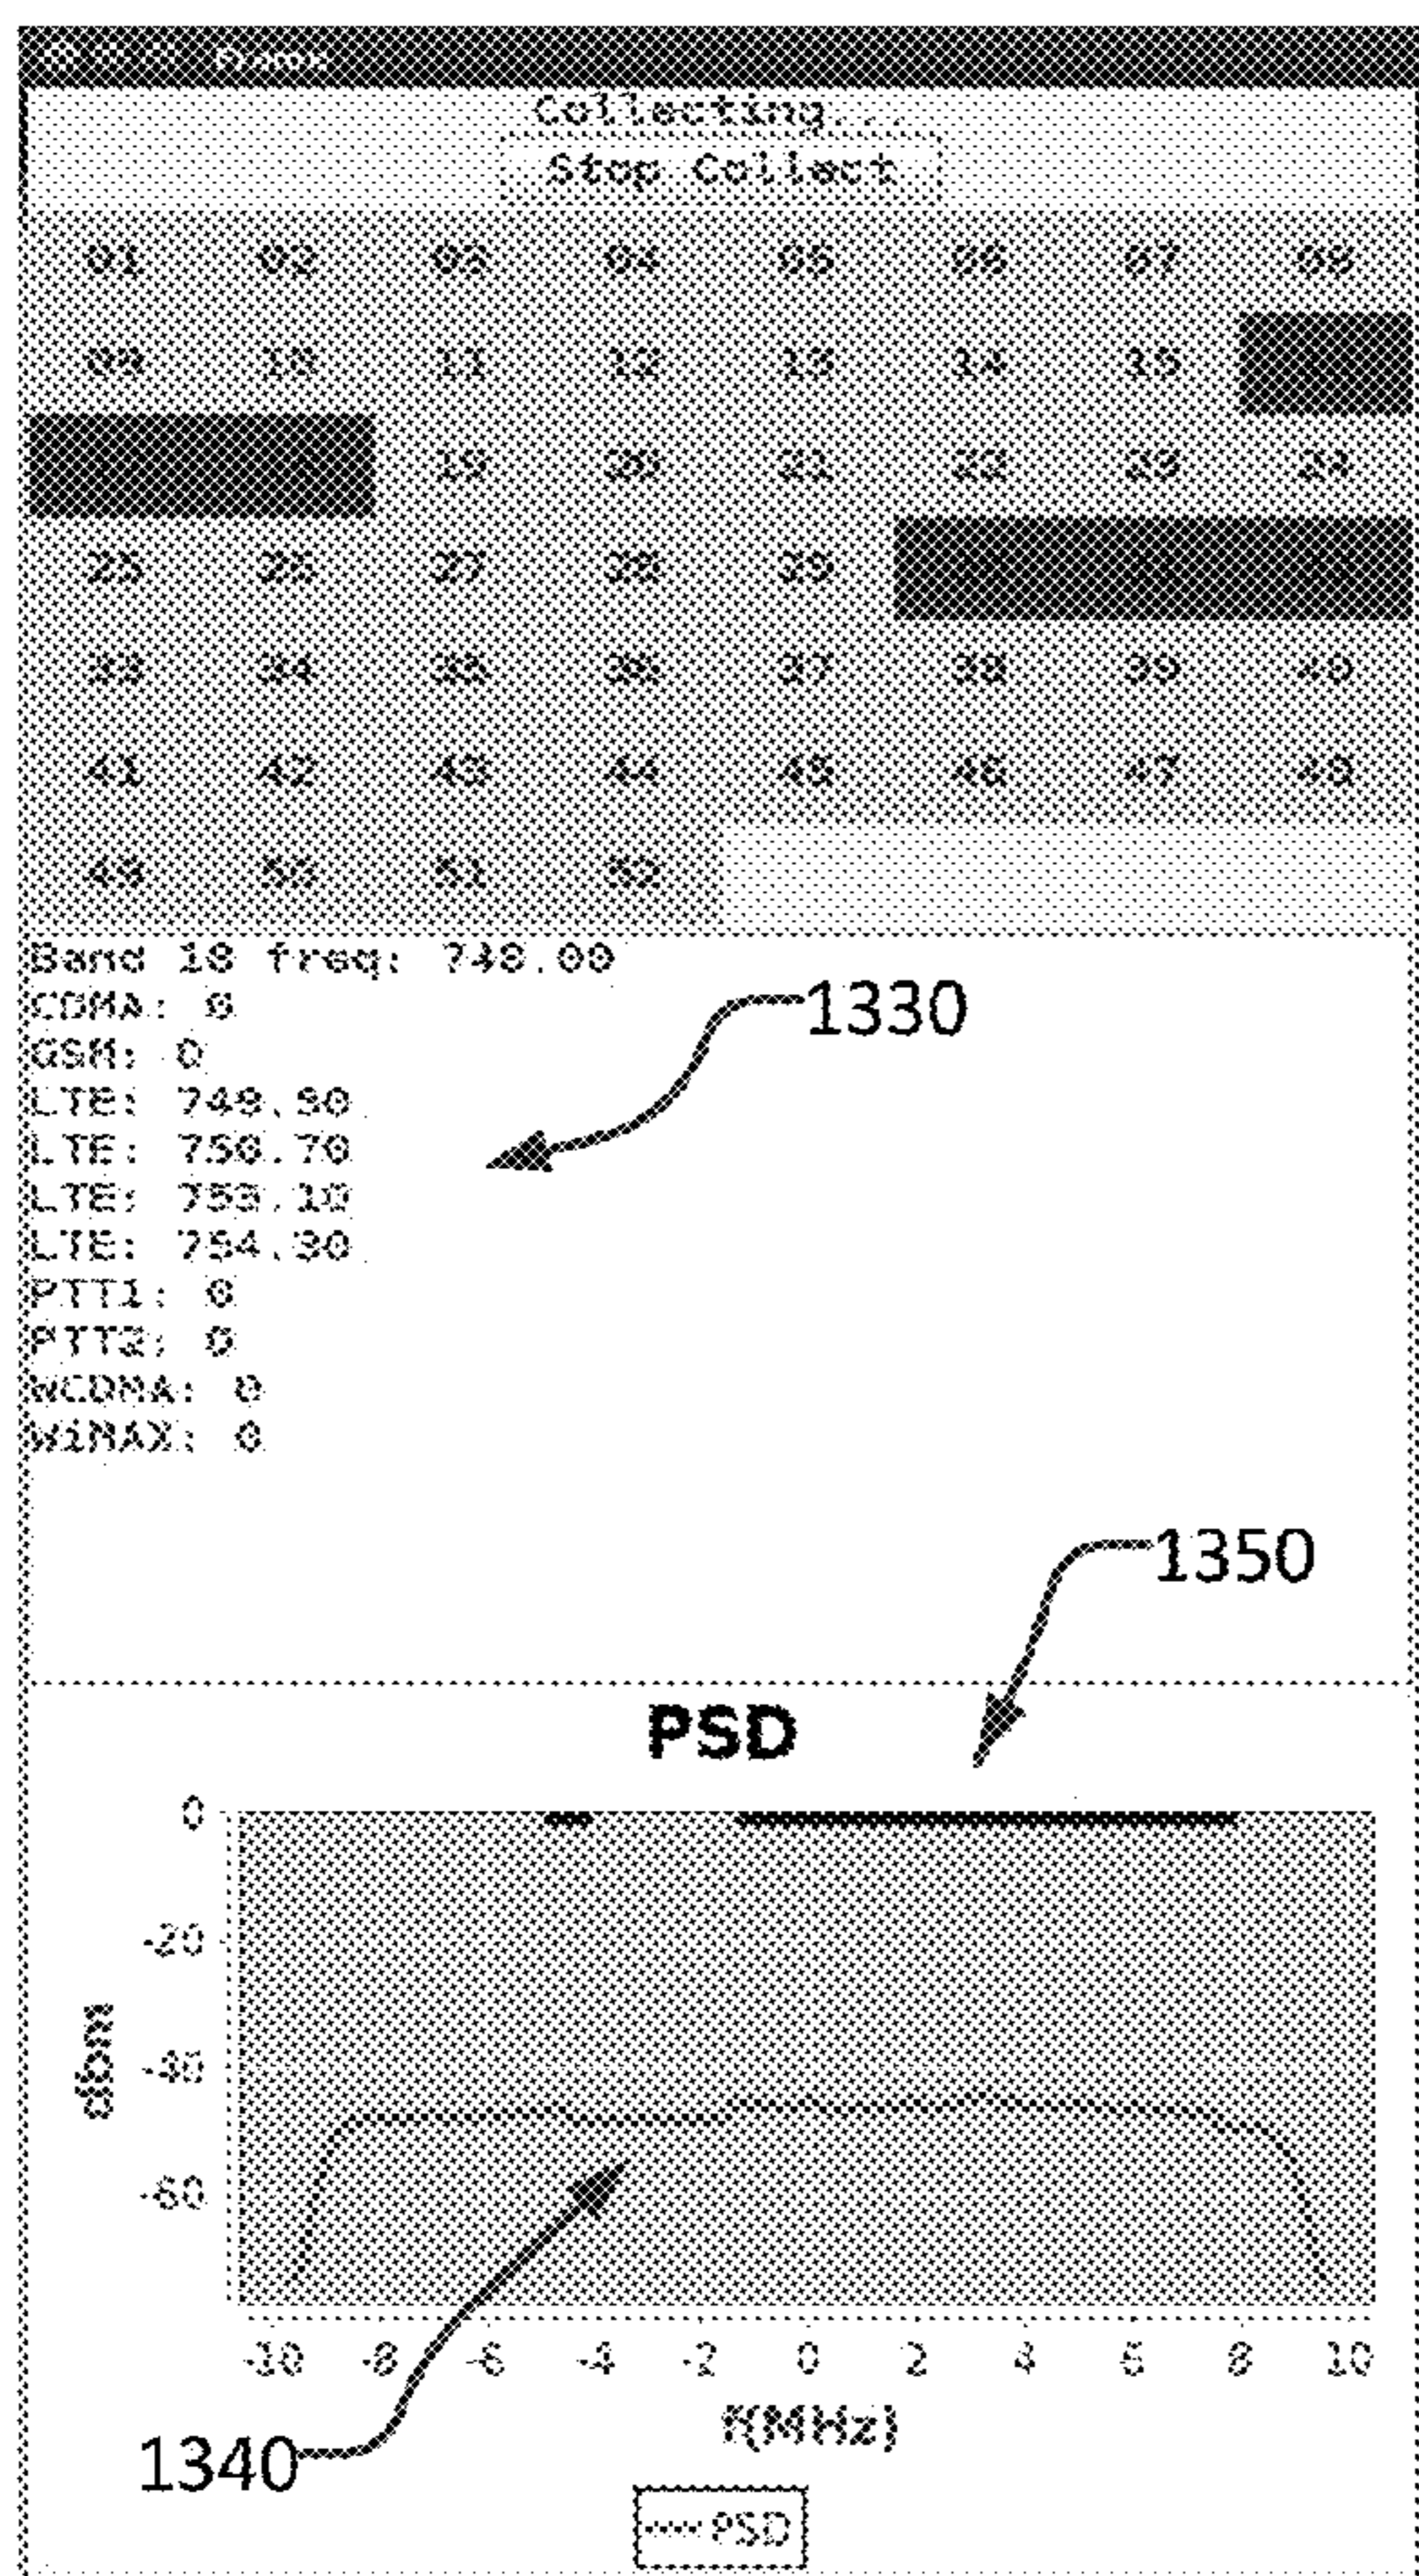 Frame
Collecting...
Stop Collect
01 02 03 04 05 06 07 08
09 10 11 12 13 14 15
19 20 21 22 23 24
25 26 27 28 29
33 34 35 36 37 38 39 40
41 42 43 44 45 46 47 48
49 50 51 52
Band 18 freq: 748.00
CDMA: 0
1330
GSM: 0
LTE: 749.50
LTE: 750.70
LTE: 753.10
LTE: 754.30
PTT1: 0
PTT2: 0
WCDMA: 0
WiMAX: 0
1350
PSD
0
-20
-40
-60
dbm
-10 -8 -6 -4 -2 0 2 4 6 8 10
f(MHz)
1340
PSD